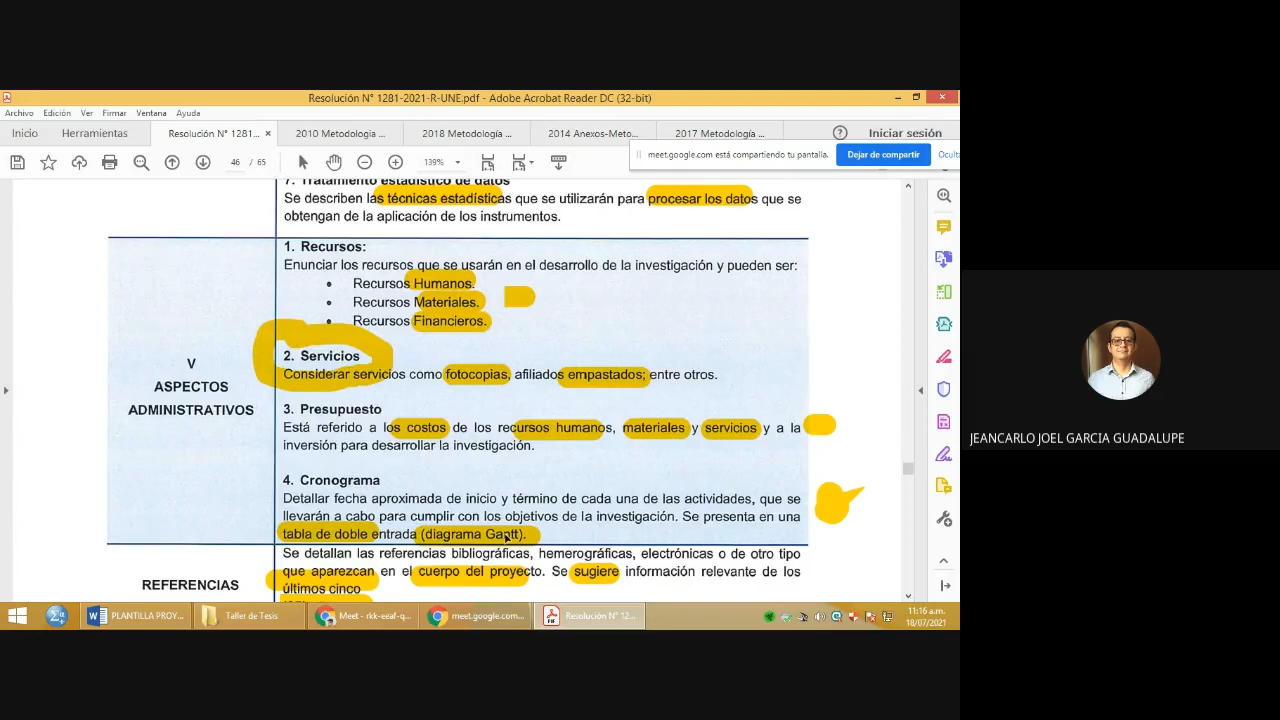 Resolución N° 1281-2021-R-UNE.pdf - Adobe Acrobat Reader DC (32-bit)
Archivo Edición Ver Firmar Ventana Ayuda
Inicio Herramientas Resolución N° 1281... 2010 Metodologia ... 2018 Metodología ... 2014 Anexos-Meto... 2017 Metodología ... Iniciar sesión
46 / 65 139% meet.google.com está compartiendo tu pantalla. Dejar de compartir Oculta
7. Tratamiento estadístico de datos
Se describen las técnicas estadísticas que se utilizarán para procesar los datos que se
obtengan de la aplicación de los instrumentos.
V
ASPECTOS
ADMINISTRATIVOS
1. Recursos:
Enunciar los recursos que se usarán en el desarrollo de la investigación y pueden ser:
• Recursos Humanos.
• Recursos Materiales.
• Recursos Financieros.
2. Servicios
Considerar servicios como fotocopias, afiliados empastados; entre otros.
3. Presupuesto
Está referido a los costos de los recursos humanos, materiales y servicios y a la
inversión para desarrollar la investigación.
4. Cronograma
Detallar fecha aproximada de inicio y término de cada una de las actividades, que se
llevarán a cabo para cumplir con los objetivos de la investigación. Se presenta en una
tabla de doble entrada (diagrama Gantt).
REFERENCIAS
Se detallan las referencias bibliográficas, hemerográficas, electrónicas o de otro tipo
que aparezcan en el cuerpo del proyecto. Se sugiere información relevante de los
últimos cinco
JEANCARLO JOEL GARCIA GUADALUPE
PLANTILLA PROY... Taller de Tesis Meet - rkk-eeaf-q... meet.google.com... Resolución N° 12... 11:16 a.m.
18/07/2021